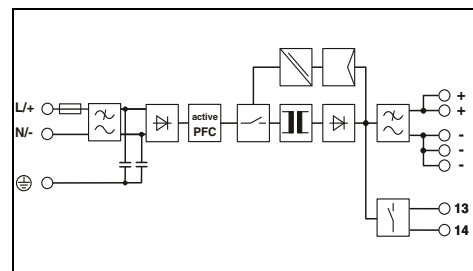 L/+
N/-
active
PFC
+
+
-
-
-
13
14